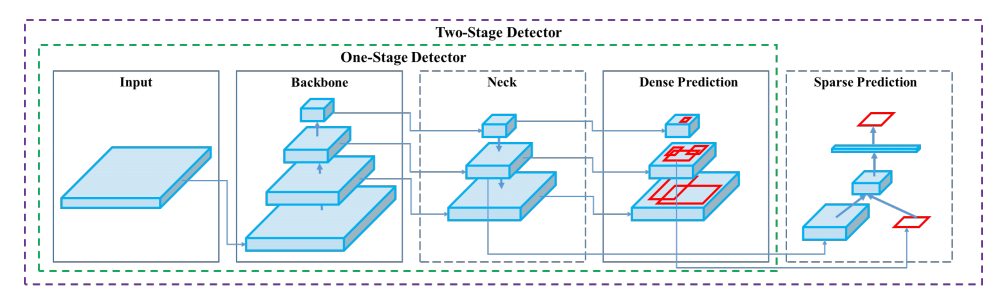 Two-Stage Detector
One-Stage Detector
Input
Backbone
Neck
Dense Prediction
Sparse Prediction